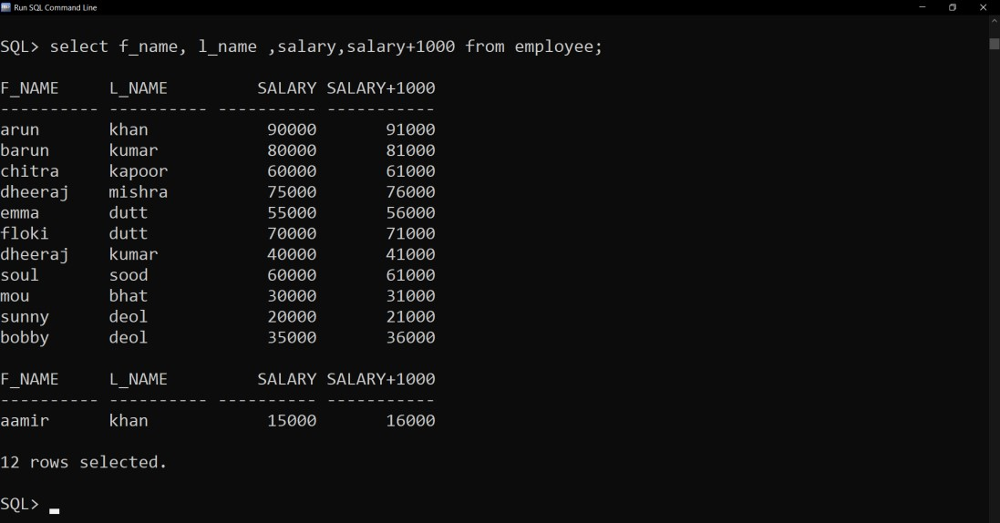 Run SQL Command Line
SQL> select f_name, l_name ,salary,salary+1000 from employee;
F_NAME     L_NAME         SALARY SALARY+1000
---------- ---------- ---------- -----------
arun       khan            90000       91000
barun      kumar           80000       81000
chitra     kapoor          60000       61000
dheeraj    mishra          75000       76000
emma       dutt            55000       56000
floki      dutt            70000       71000
dheeraj    kumar           40000       41000
soul       sood            60000       61000
mou        bhat            30000       31000
sunny      deol            20000       21000
bobby      deol            35000       36000
F_NAME     L_NAME         SALARY SALARY+1000
---------- ---------- ---------- -----------
aamir      khan            15000       16000
12 rows selected.
SQL>